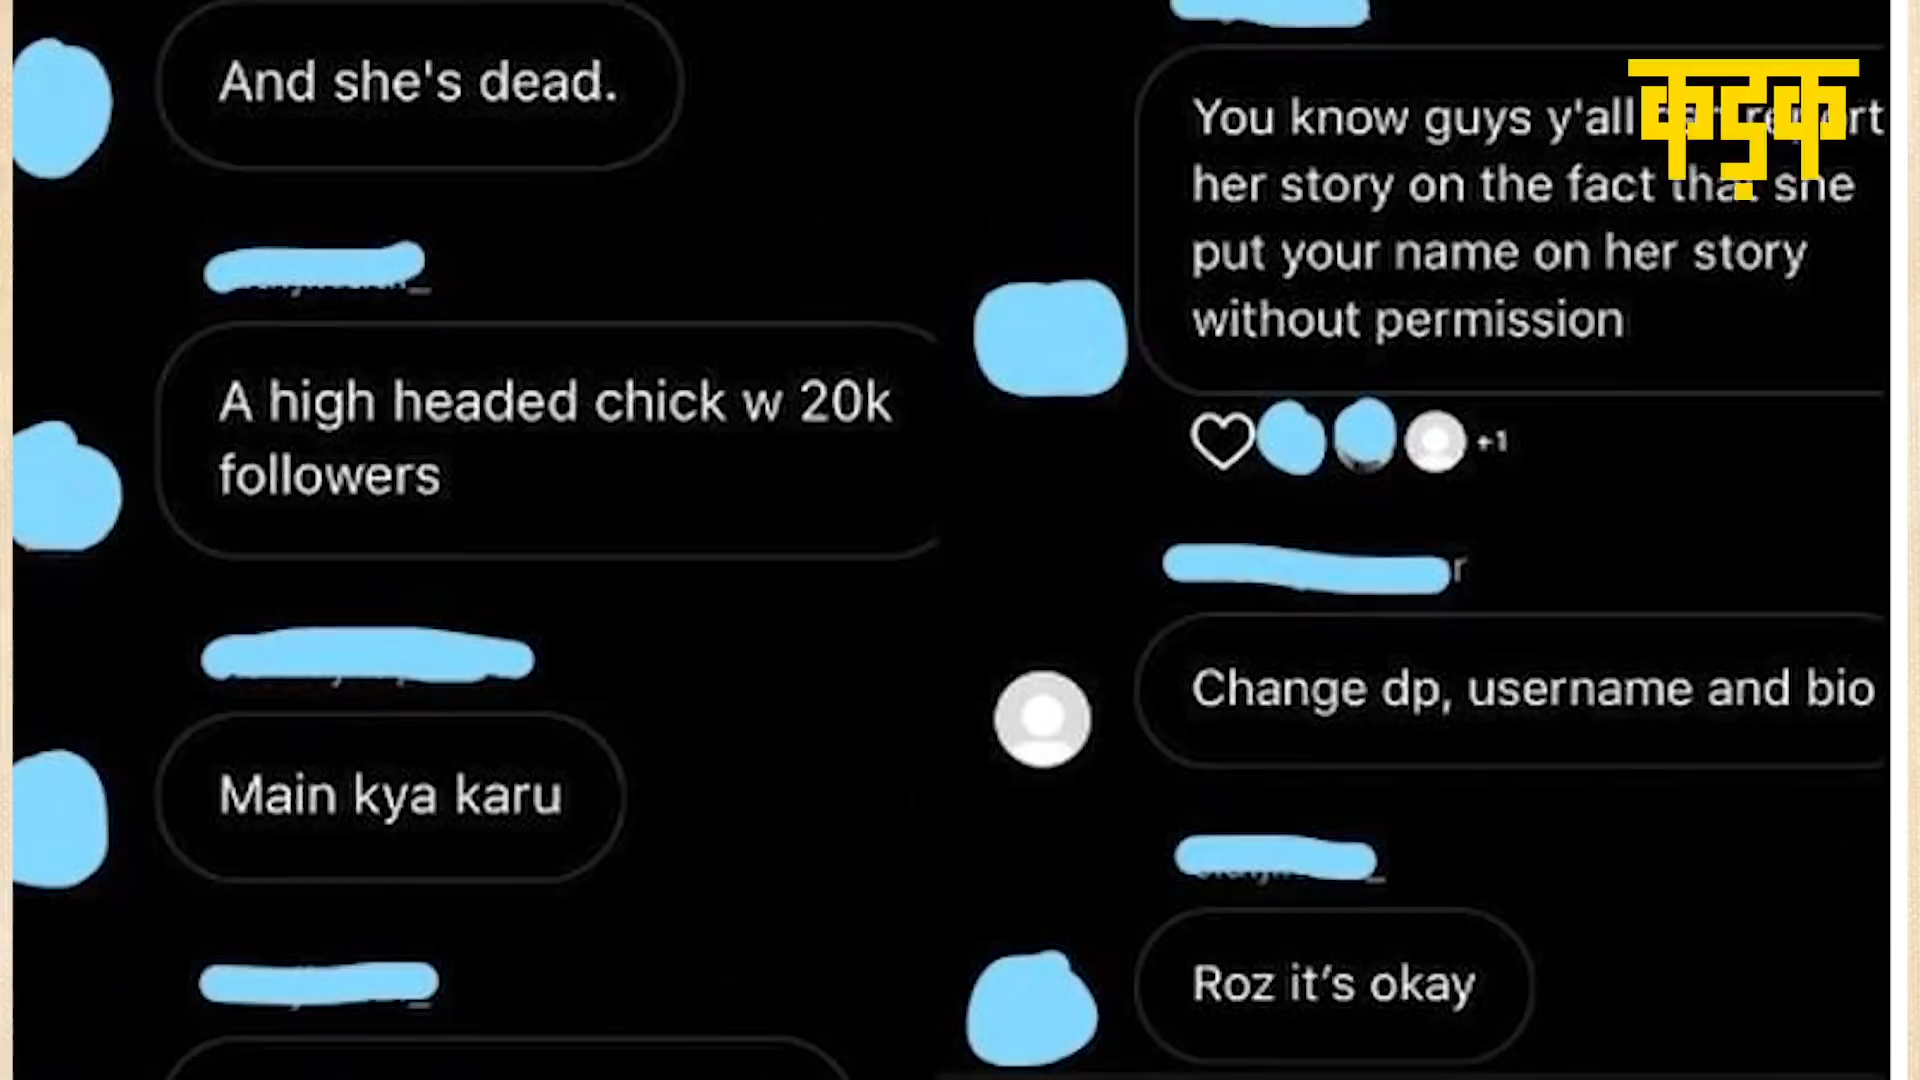 And she's dead.
A high headed chick w 20k
followers
Main kya karu
You know guys y'all can report
her story on the fact that she
put your name on her story
without permission
+1
r
Change dp, username and bio
Roz it's okay
कड़क